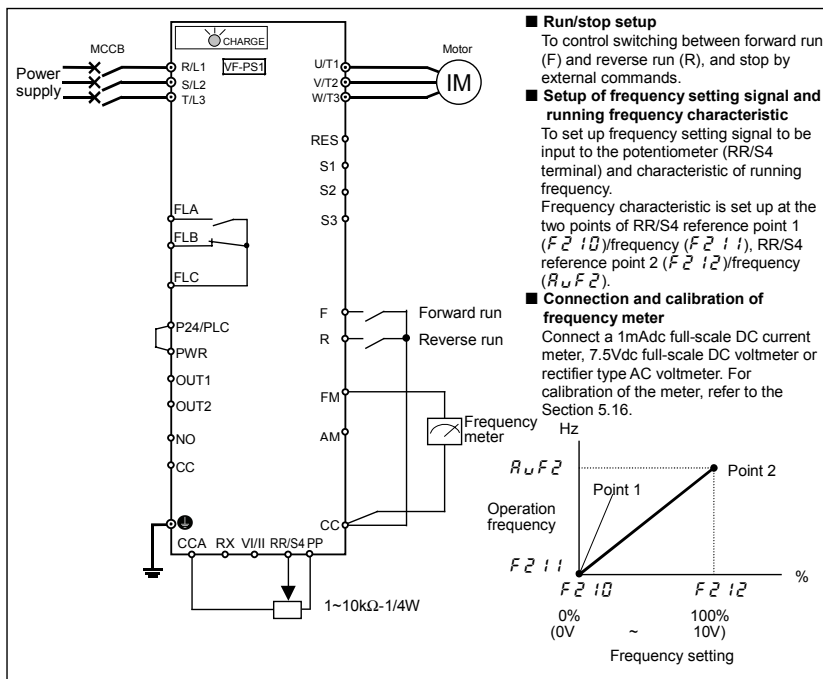 CHARGE
MCCB
Motor
Power
supply
R/L1
S/L2
T/L3
VF-PS1
U/T1
V/T2
W/T3
IM
RES
S1
S2
S3
FLA
FLB
FLC
F
Forward run
R
Reverse run
P24/PLC
PWR
OUT1
OUT2
NO
CC
FM
AM
Frequency
meter
CC
CCA RX VI/II RR/S4 PP
1~10kΩ-1/4W
■ Run/stop setup
To control switching between forward run
(F) and reverse run (R), and stop by
external commands.
■ Setup of frequency setting signal and
running frequency characteristic
To set up frequency setting signal to be
input to the potentiometer (RR/S4
terminal) and characteristic of running
frequency.
Frequency characteristic is set up at the
two points of RR/S4 reference point 1
(F210)/frequency (F211), RR/S4
reference point 2 (F212)/frequency
(AuF2).
■ Connection and calibration of
frequency meter
Connect a 1mAdc full-scale DC current
meter, 7.5Vdc full-scale DC voltmeter or
rectifier type AC voltmeter. For
calibration of the meter, refer to the
Section 5.16.
Hz
AuF2
Point 2
Point 1
Operation
frequency
F211
%
F210 F212
0% 100%
(0V ~ 10V)
Frequency setting